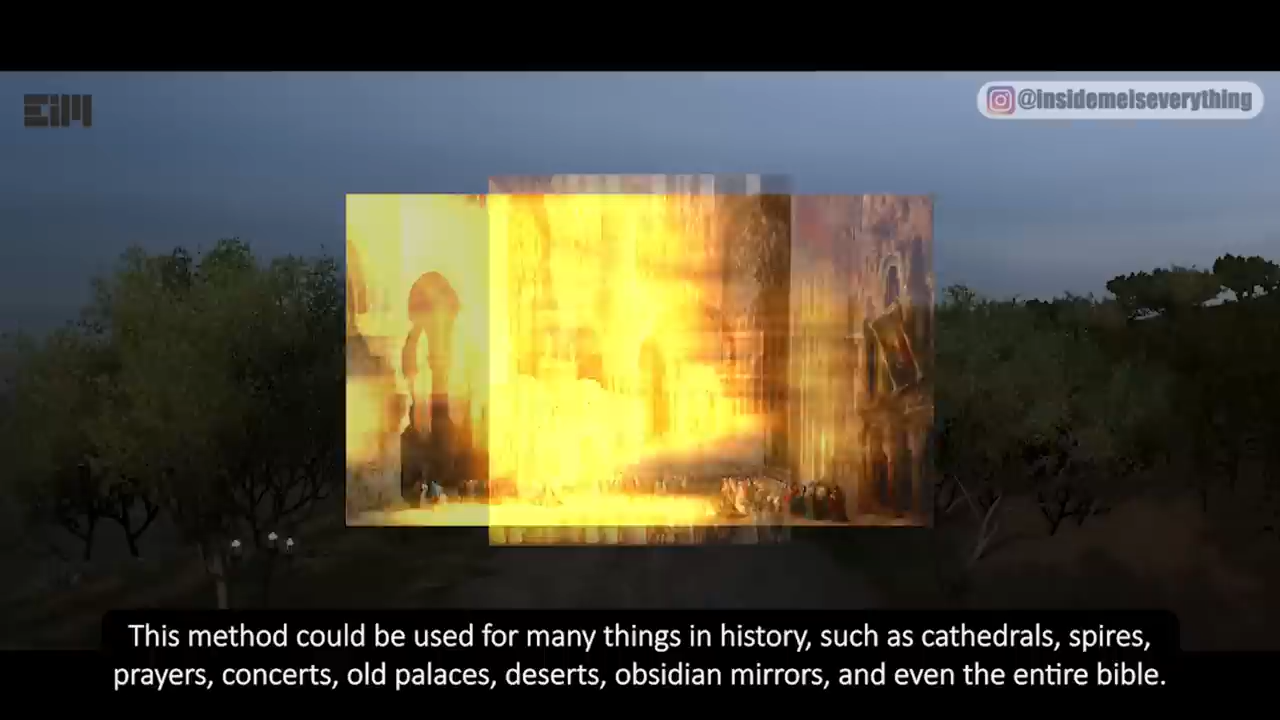 EIM
@insidemeiseverything
This method could be used for many things in history, such as cathedrals, spires,
prayers, concerts, old palaces, deserts, obsidian mirrors, and even the entire bible.